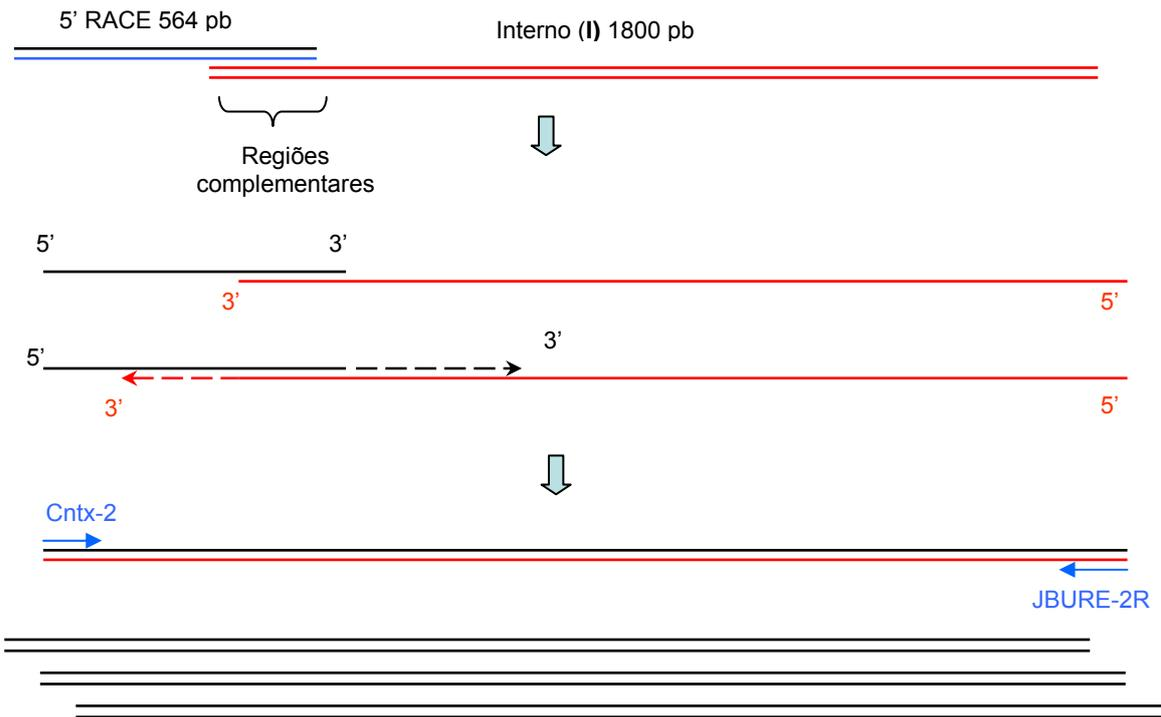 5’ RACE 564 pb
Interno (I) 1800 pb
Regiões
complementares
5’ 3’
3’ 5’
3’
5’
3’ 5’
Cntx-2
JBURE-2R